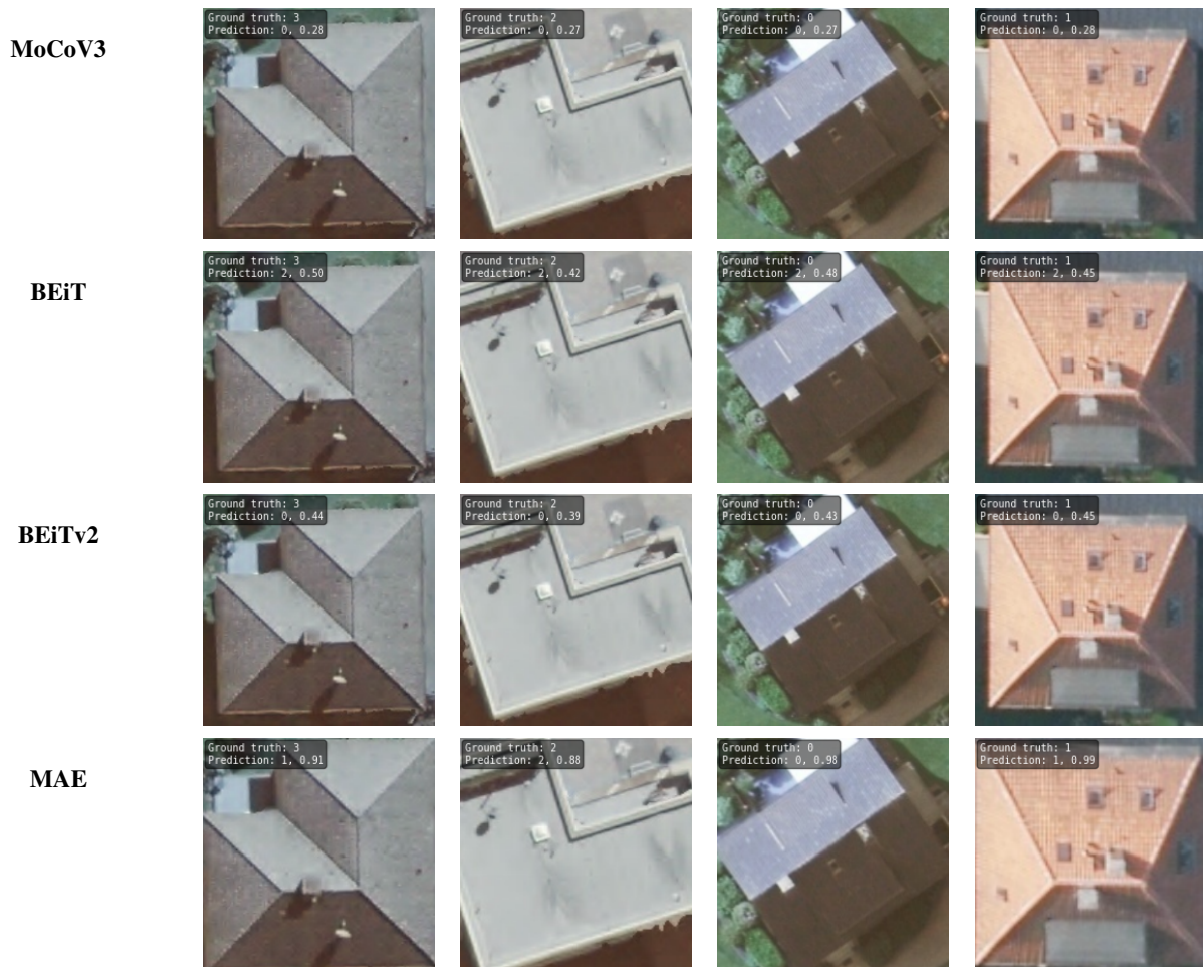 MoCoV3
Ground truth: 3
Prediction: 0, 0.28
Ground truth: 2
Prediction: 0, 0.27
Ground truth: 0
Prediction: 0, 0.27
Ground truth: 1
Prediction: 0, 0.28
BEiT
Ground truth: 3
Prediction: 2, 0.50
Ground truth: 2
Prediction: 2, 0.42
Ground truth: 0
Prediction: 2, 0.48
Ground truth: 1
Prediction: 2, 0.45
BEiTv2
Ground truth: 3
Prediction: 0, 0.44
Ground truth: 2
Prediction: 0, 0.39
Ground truth: 0
Prediction: 0, 0.43
Ground truth: 1
Prediction: 0, 0.45
MAE
Ground truth: 3
Prediction: 1, 0.91
Ground truth: 2
Prediction: 2, 0.88
Ground truth: 0
Prediction: 0, 0.98
Ground truth: 1
Prediction: 1, 0.99